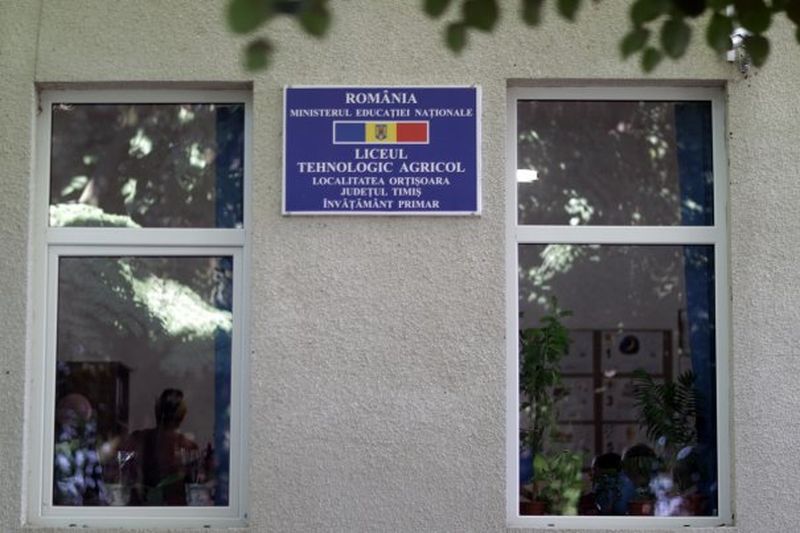 ROMÂNIA
MINISTERUL EDUCAȚIEI NAȚIONALE
LICEUL
TEHNOLOGIC AGRICOL
LOCALITATEA ORȚIȘOARA
JUDEȚUL TIMIȘ
ÎNVĂȚĂMÂNT PRIMAR